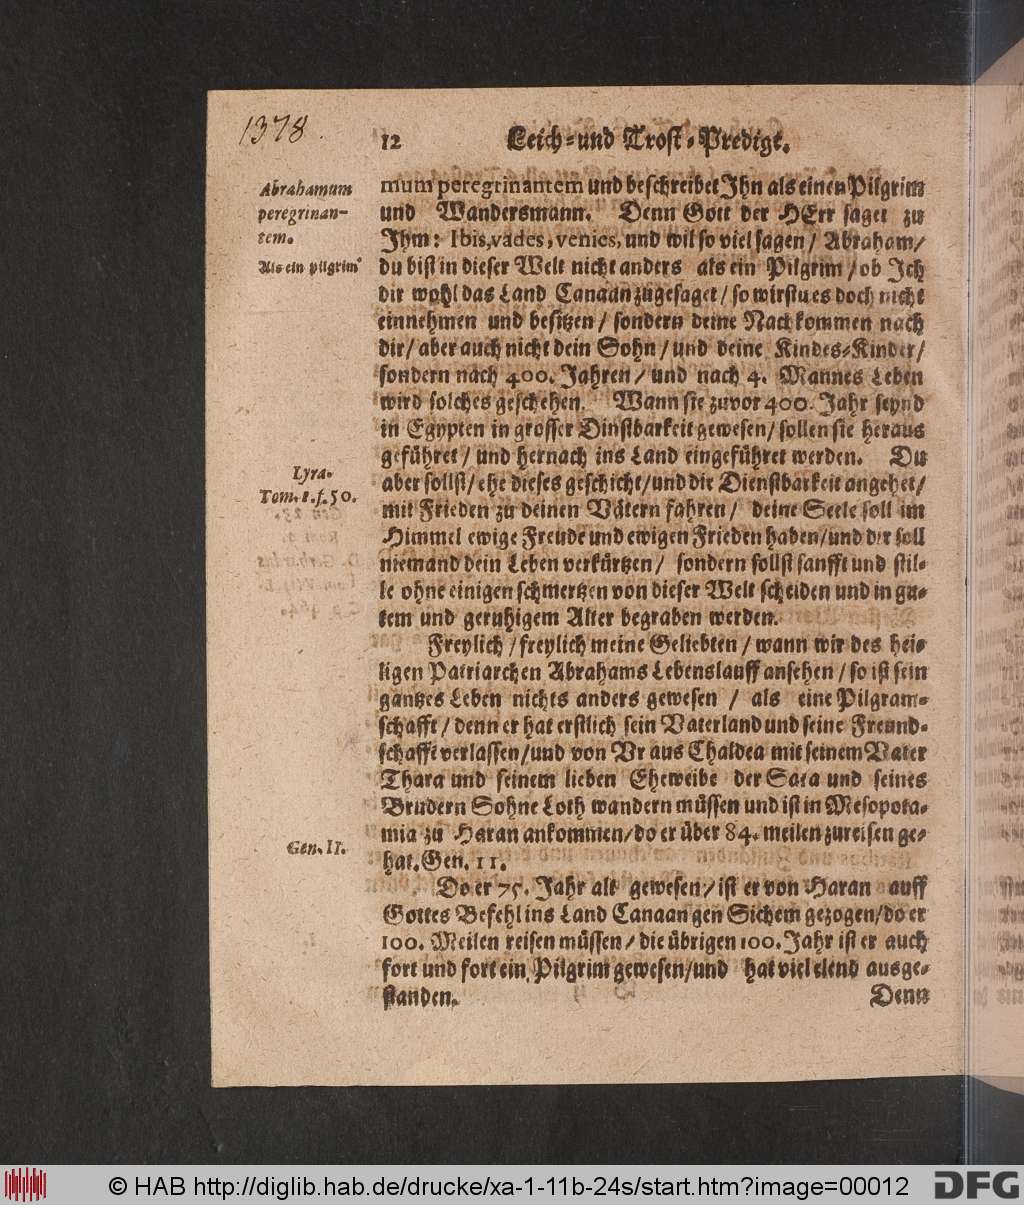 1378
12 Leich-und Trost-Predigt.
Abrahamum
peregrinan-
tem.
Als ein pilgrim
mum peregrinantem und beschreibet Ihn als einen Pilgrim
und Wandersmann. Denn Gott der HErr saget zu
Ihm: Ibis, vades, venies, und wil so viel sagen / Abraham /
du bist in dieser Welt nicht anders als ein Pilgrim / ob Ich
dir wohl das Land Canaan zugesaget / so wirstu es doch nicht
einnehmen und besitzen / sondern deine Nachkommen nach
dir / aber auch nicht dein Sohn / und deine Kindes-Kinder /
sondern nach 400. Jahren / und nach 4. Mannes Leben
wird solches geschehen. Wann sie zuvor 400. Jahr seynd
in Egypten in grosser Dinstbarkeit gewesen / sollen sie heraus
geführet / und hernach ins Land eingeführet werden. Du
Lyra.
Tom. 1. f. 50.
aber sollst / ehe dieses geschicht / und die Dienstbarkeit angehet /
mit Frieden zu deinen Vätern fahren / deine Seele soll im
Himmel ewige Freude und ewigen Frieden haben / und dir soll
niemand dein Leben verkürtzen / sondern sollst sanfft und stil-
le ohne einigen schmertzen von dieser Welt scheiden und in gu-
tem und geruhigem Alter begraben werden.
Freylich / freylich meine Geliebten / wann wir des hei-
ligen Patriarchen Abrahams Lebenslauff ansehen / so ist sein
gantzes Leben nichts anders gewesen / als eine Pilgram-
schafft / denn er hat erstlich sein Vaterland und seine Freund-
schafft verlassen / und von Ur aus Chaldea mit seinem Vater
Thara und seinem lieben Eheweibe der Sara und seines
Brudern Sohne Loth wandern müssen und ist in Mesopota-
mia zu Haran ankommen / do er über 84. meilen zureisen ge-
Gen. 11.
hat. Gen. 11.
Do er 75. Jahr alt gewesen / ist er von Haran auff
Gottes Befehl ins Land Canaan gen Sichem gezogen / do er
100. Meilen reisen müssen / die übrigen 100. Jahr ist er auch
fort und fort ein Pilgrim gewesen / und hat viel elend ausge-
standen. Denn
© HAB http://diglib.hab.de/drucke/xa-1-11b-24s/start.htm?image=00012
DFG